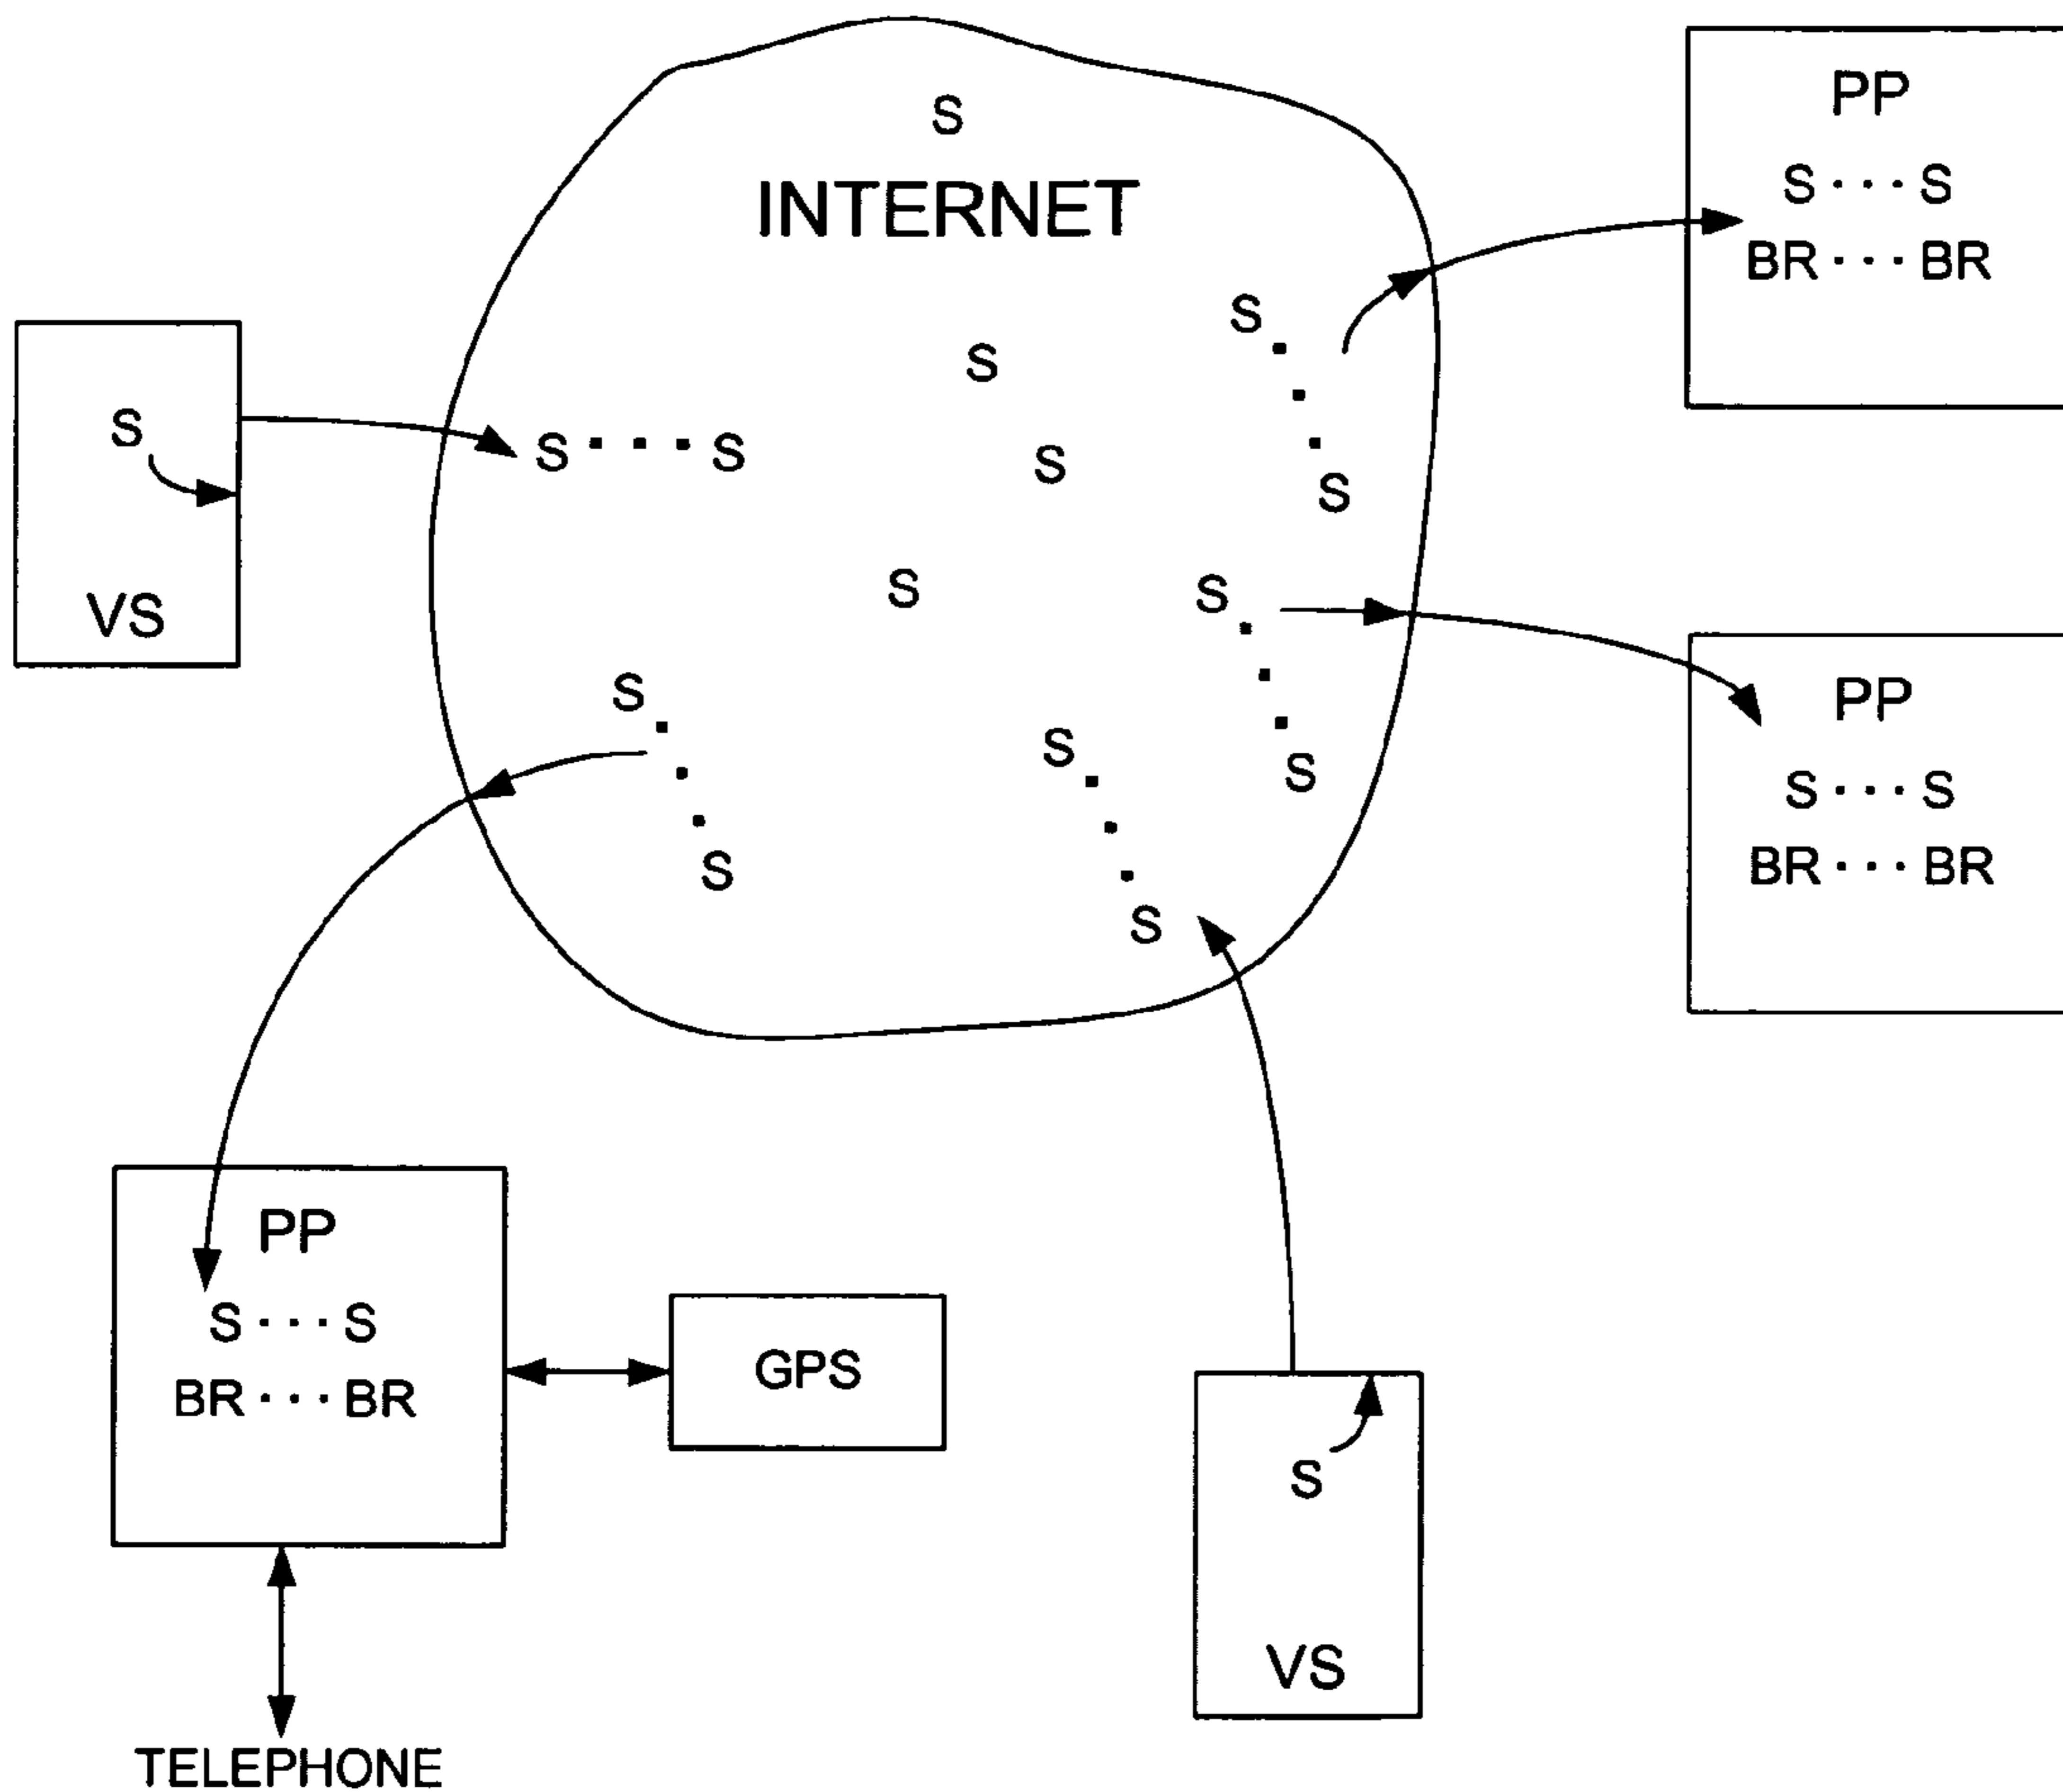 S
INTERNET
PP
S · · · S
BR · · · BR
S
.
.
.
S
S
S
S · · · S
S
VS
S
S
.
.
.
S
PP
S · · · S
BR · · · BR
S
.
.
.
S
S
.
.
.
S
PP
S · · · S
BR · · · BR
GPS
S
VS
TELEPHONE